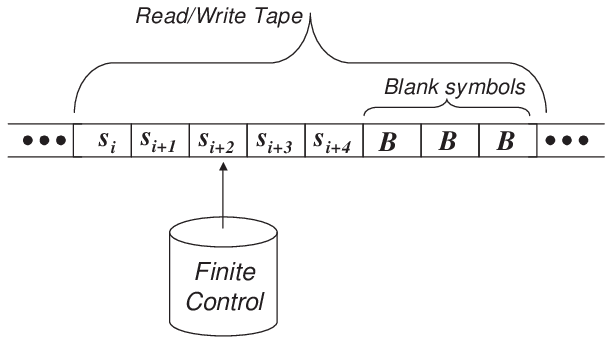 Read/Write Tape
Blank symbols
••• s_i s_{i+1} s_{i+2} s_{i+3} s_{i+4} B B B •••
Finite
Control